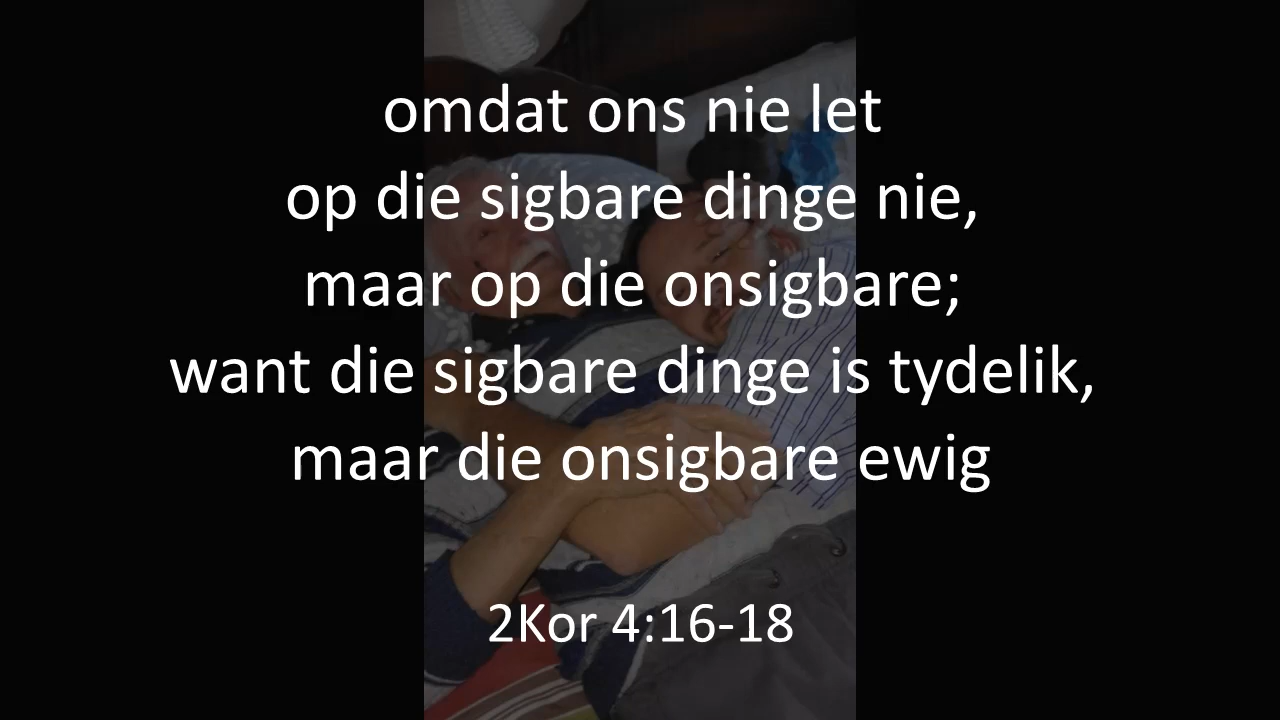 omdat ons nie let
op die sigbare dinge nie,
maar op die onsigbare;
want die sigbare dinge is tydelik,
maar die onsigbare ewig
2Kor 4:16-18